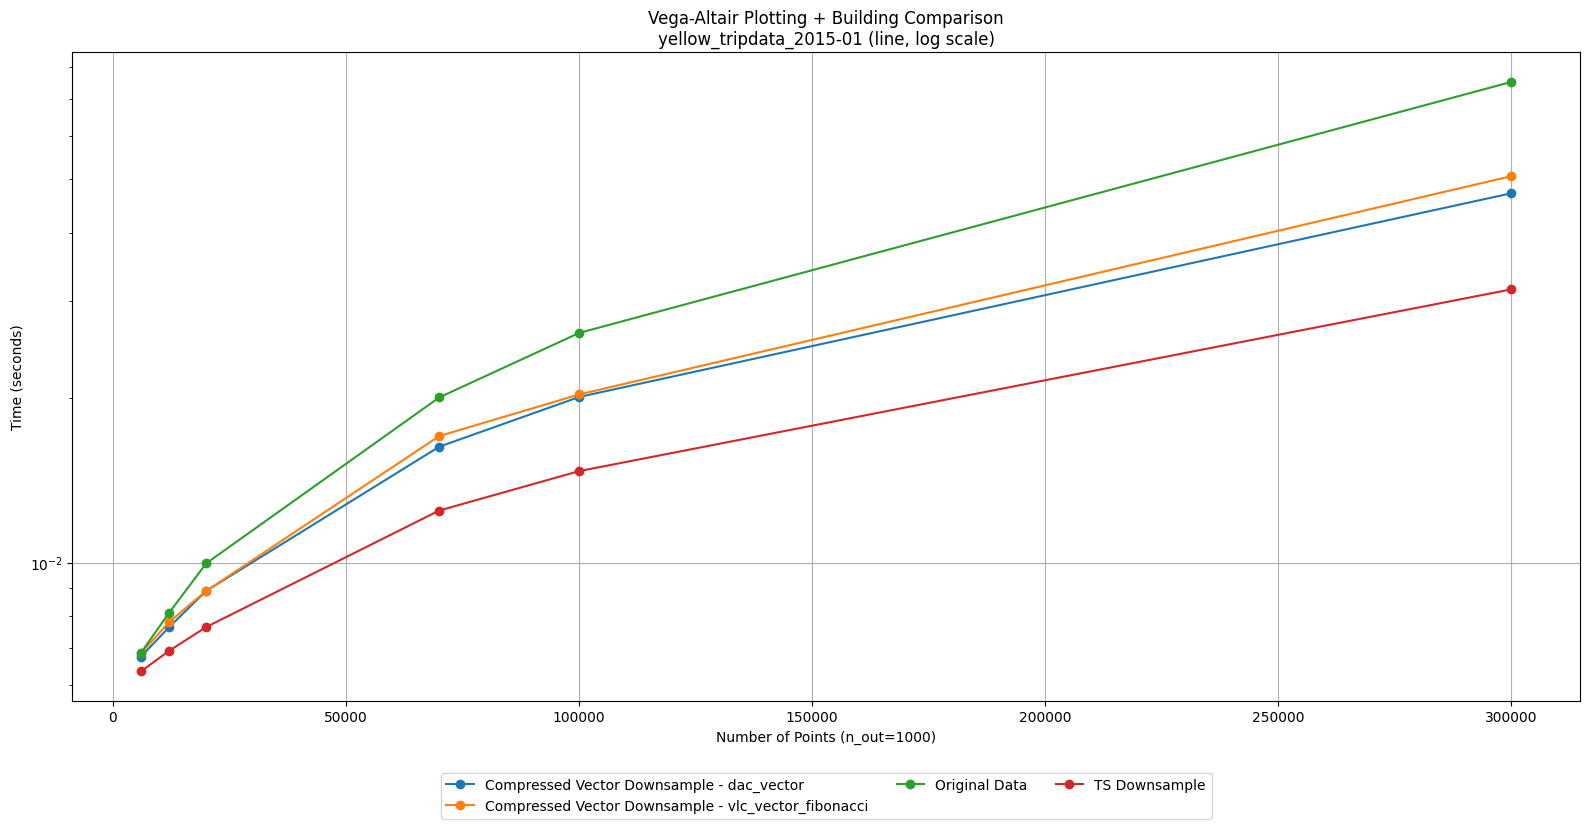 Vega-Altair Plotting + Building Comparison
yellow_tripdata_2015-01 (line, log scale)
Time (seconds)
10⁻²
0 50000 100000 150000 200000 250000 300000
Number of Points (n_out=1000)
Compressed Vector Downsample - dac_vector
Compressed Vector Downsample - vlc_vector_fibonacci
Original Data
TS Downsample